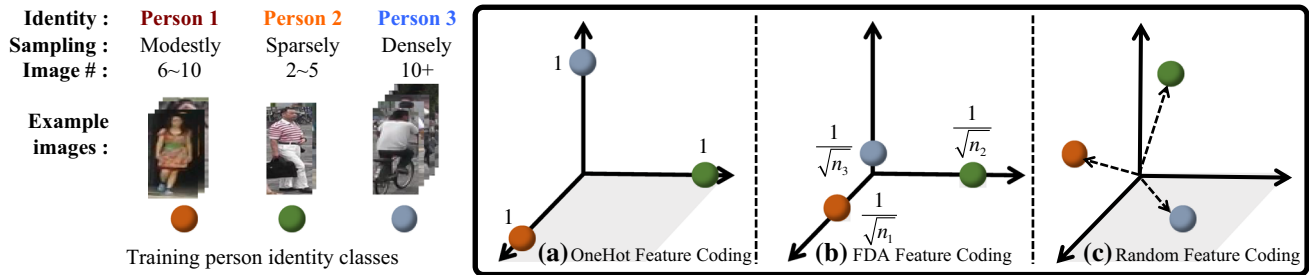 Identity : Person 1 Person 2 Person 3
Sampling : Modestly Sparsely Densely
Image # : 6~10 2~5 10+
Example
images :
Training person identity classes
1
1
1
(a) OneHot Feature Coding
1/√n₃
1/√n₂
1/√n₁
(b) FDA Feature Coding
(c) Random Feature Coding